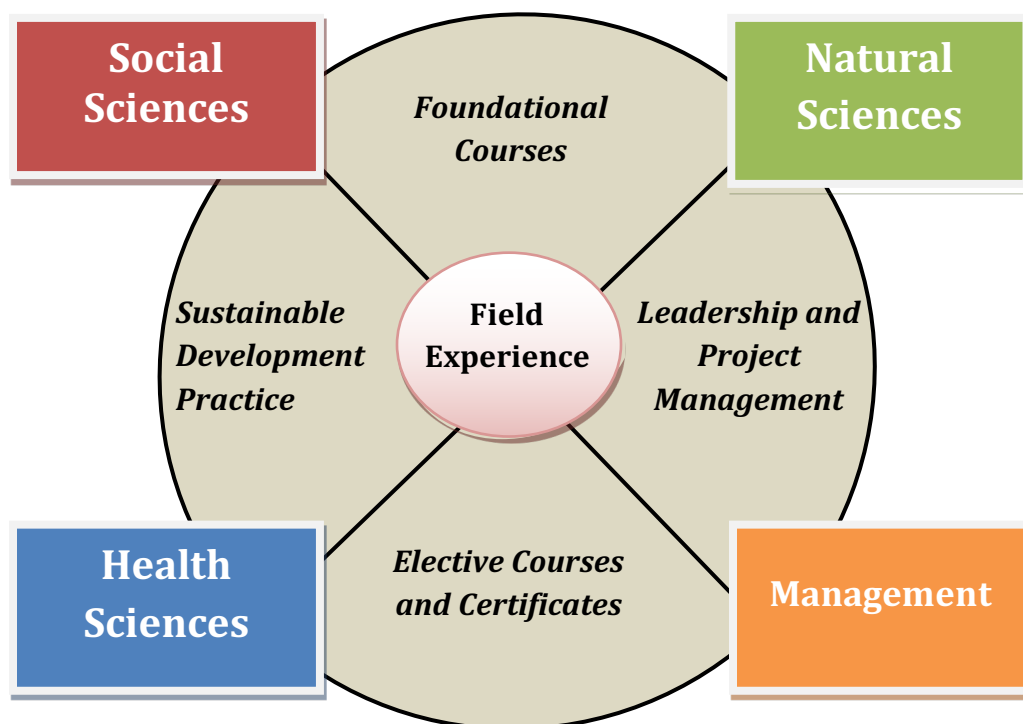 Social
Sciences
Natural
Sciences
Foundational
Courses
Sustainable
Development
Practice
Field
Experience
Leadership and
Project
Management
Health
Sciences
Elective Courses
and Certificates
Management